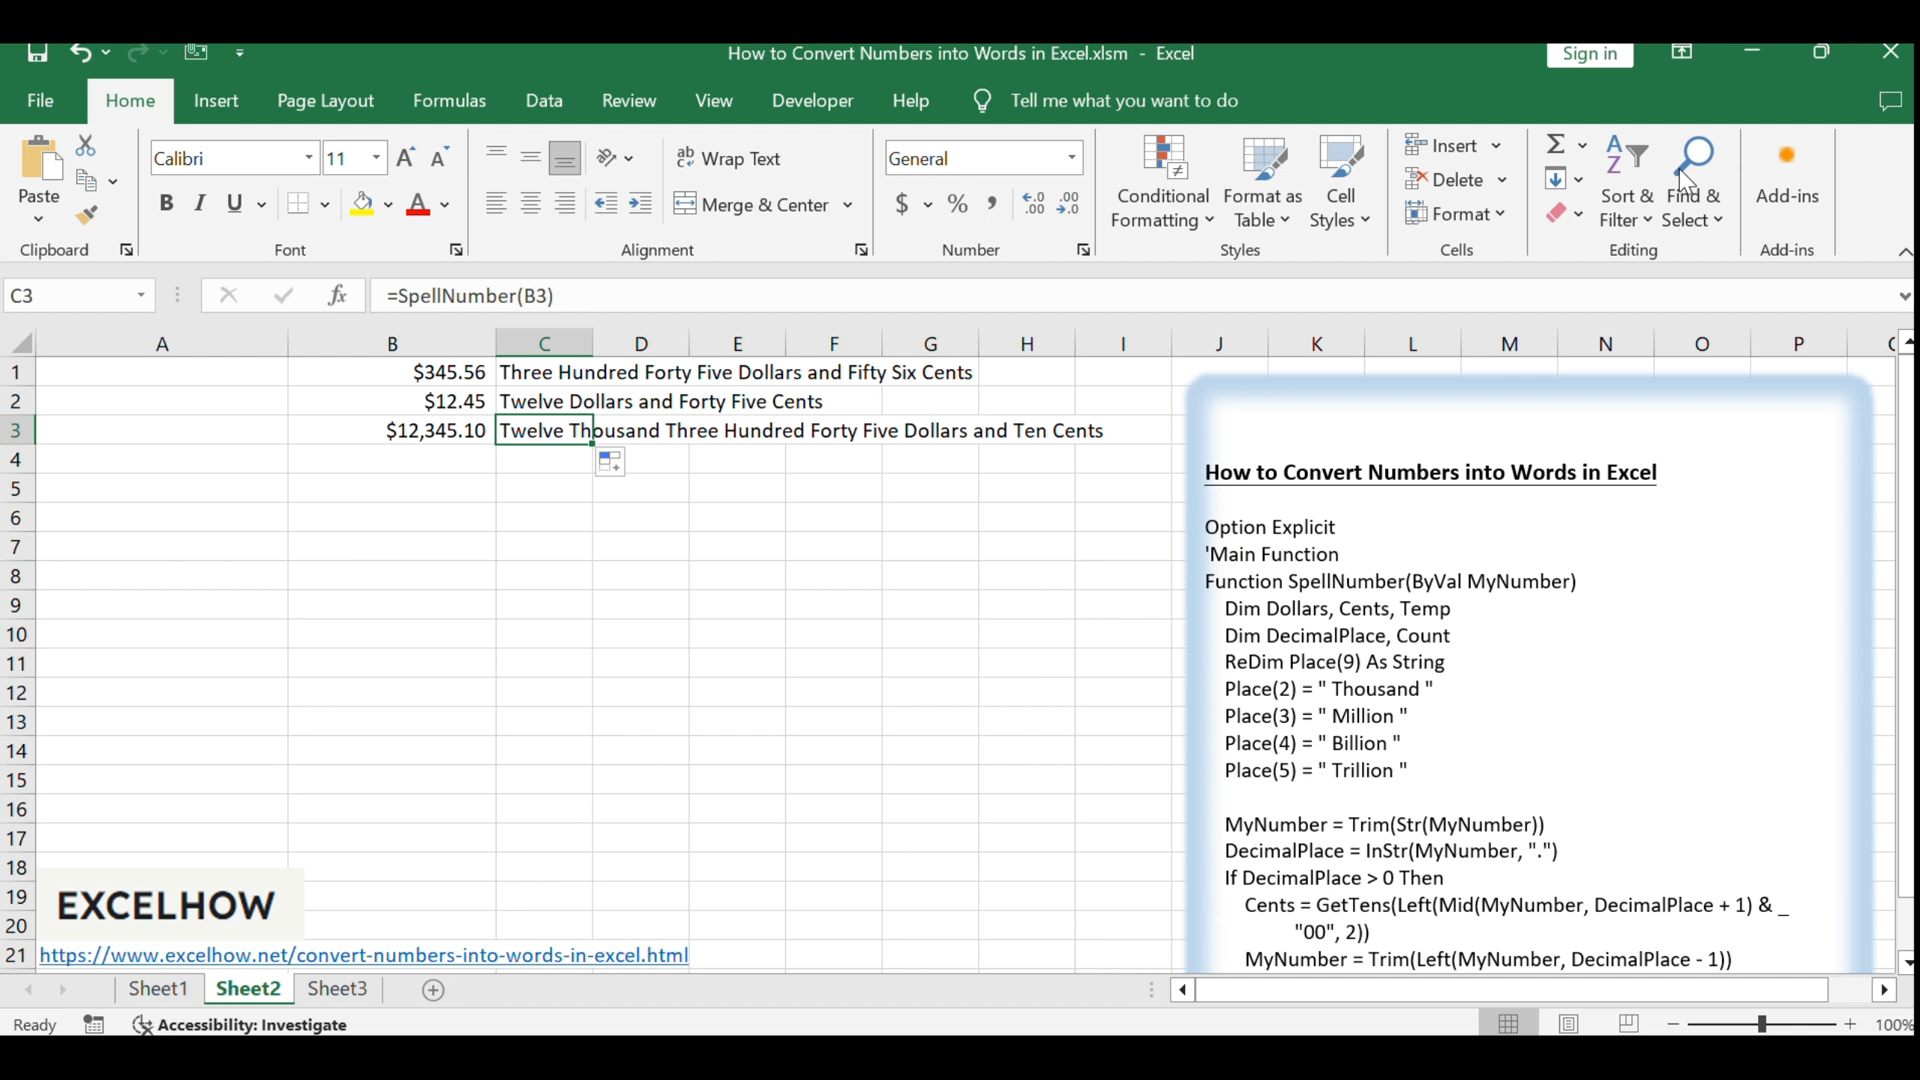 How to Convert Numbers into Words in Excel.xlsm - Excel
Sign in
File Home Insert Page Layout Formulas Data Review View Developer Help Tell me what you want to do
Paste
Clipboard
Calibri 11
B I U A
Font
ab Wrap Text
Merge & Center
Alignment
General
$ % , .00 .00
Number
Conditional Formatting
Format as Table
Cell Styles
Styles
Insert
Delete
Format
Cells
Sort & Filter
Find & Select
Editing
Add-ins
Add-ins
C3 fx =SpellNumber(B3)
A B C D E F G H I J K L M N O P
1 $345.56 Three Hundred Forty Five Dollars and Fifty Six Cents
2 $12.45 Twelve Dollars and Forty Five Cents
3 $12,345.10 Twelve Thousand Three Hundred Forty Five Dollars and Ten Cents
4
5
6
7
8
9
10
11
12
13
14
15
16
17
18
19
20
EXCELHOW
21 https://www.excelhow.net/convert-numbers-into-words-in-excel.html
How to Convert Numbers into Words in Excel
Option Explicit
'Main Function
Function SpellNumber(ByVal MyNumber)
Dim Dollars, Cents, Temp
Dim DecimalPlace, Count
ReDim Place(9) As String
Place(2) = " Thousand "
Place(3) = " Million "
Place(4) = " Billion "
Place(5) = " Trillion "
MyNumber = Trim(Str(MyNumber))
DecimalPlace = InStr(MyNumber, ".")
If DecimalPlace > 0 Then
Cents = GetTens(Left(Mid(MyNumber, DecimalPlace + 1) & _
"00", 2))
MyNumber = Trim(Left(MyNumber, DecimalPlace - 1))
Sheet1 Sheet2 Sheet3
Ready Accessibility: Investigate 100%